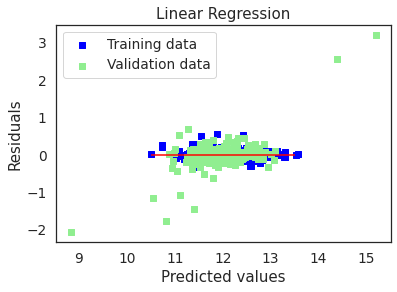 Linear Regression
Training data
Validation data
Residuals
3
2
1
0
−1
−2
9 10 11 12 13 14 15
Predicted values